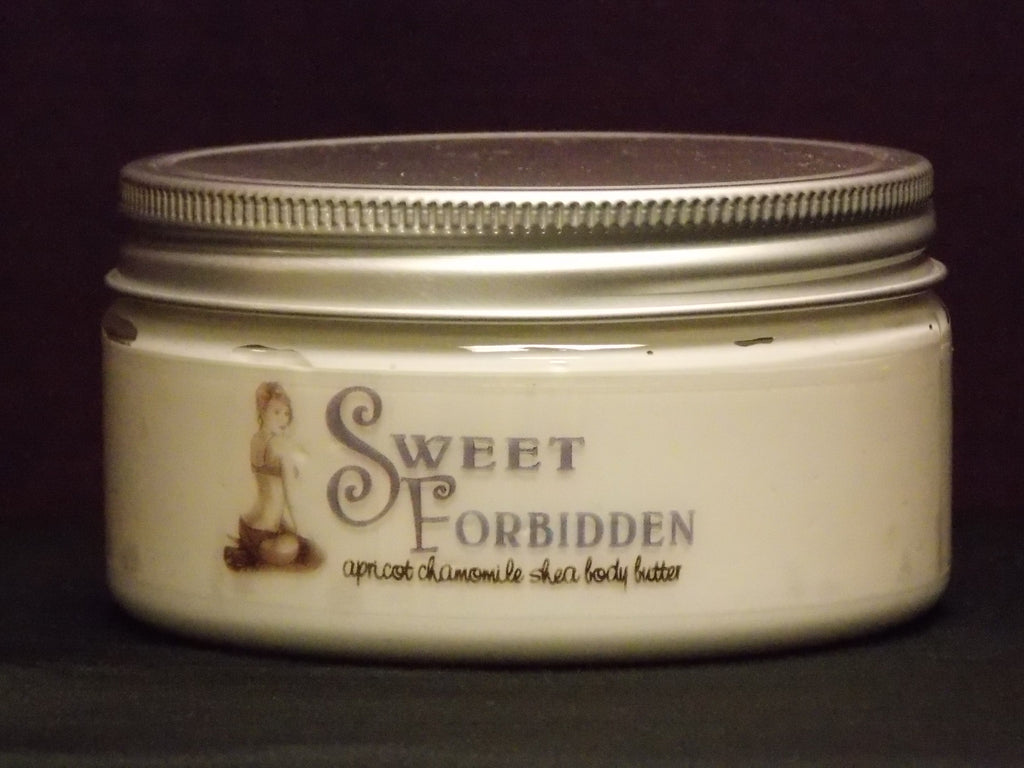 SWEET
FORBIDDEN
apricot chamomile shea body butter